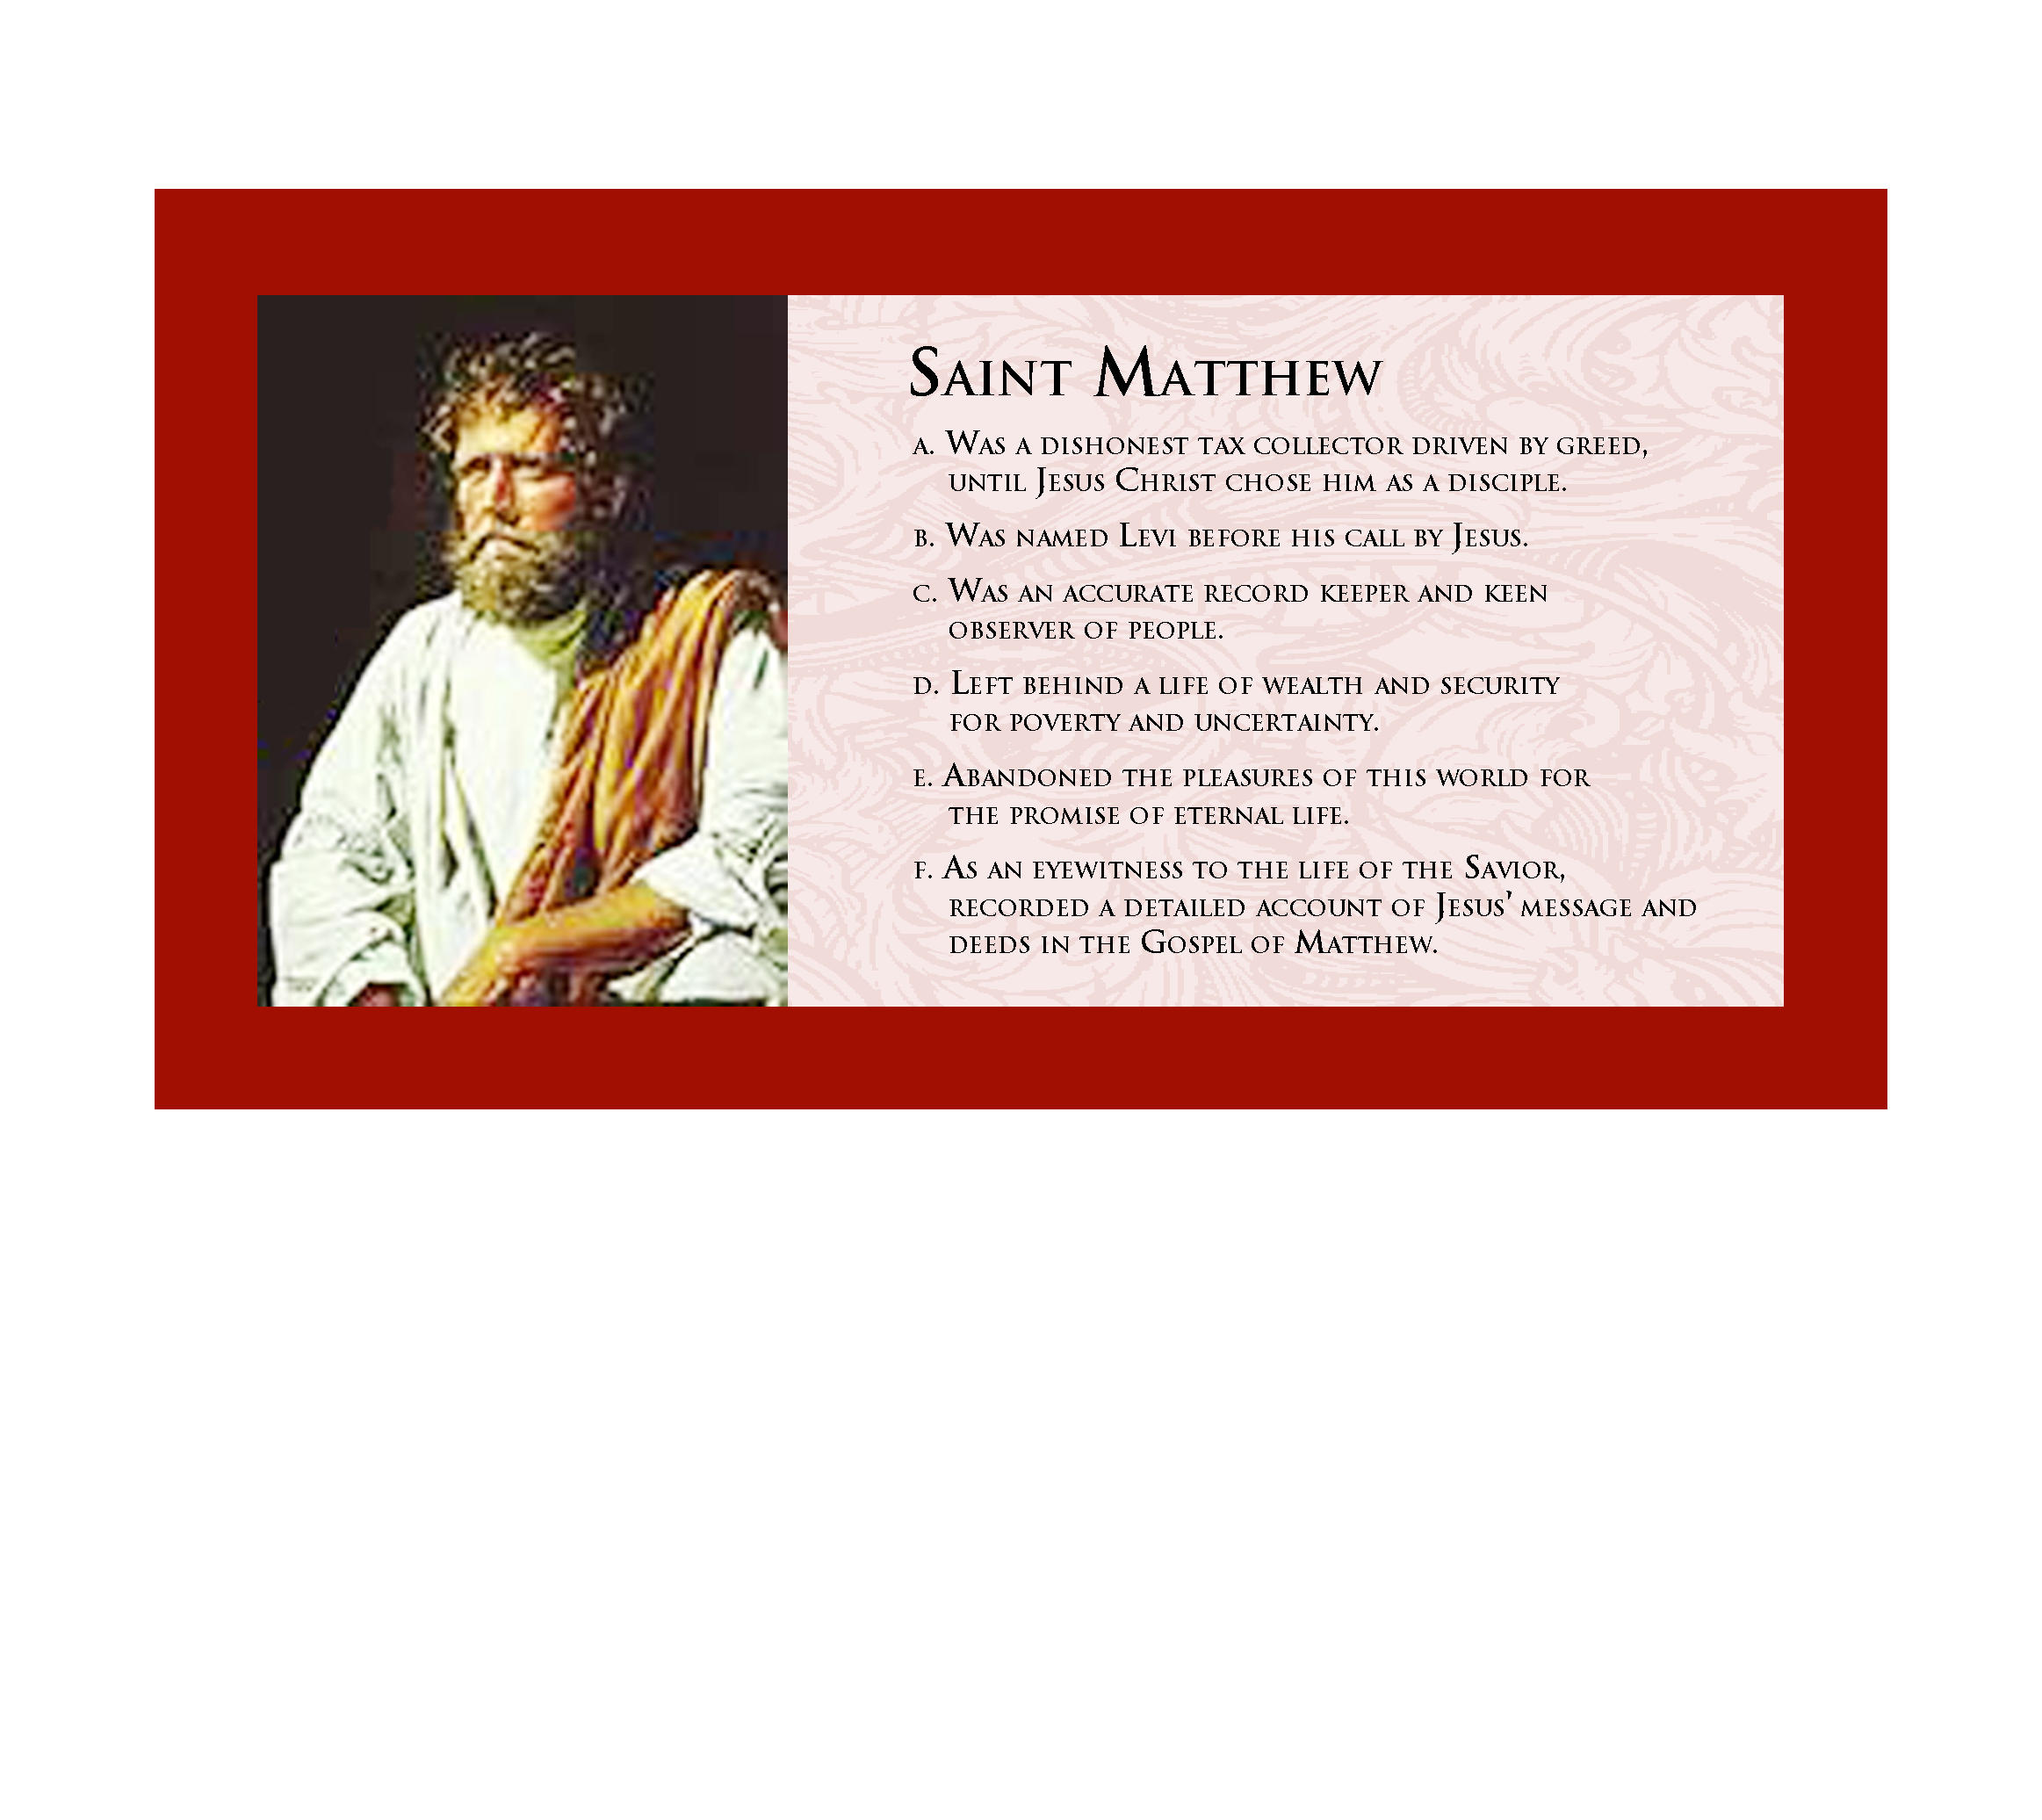 Saint Matthew
a. Was a dishonest tax collector driven by greed,
until Jesus Christ chose him as a disciple.
b. Was named Levi before his call by Jesus.
c. Was an accurate record keeper and keen
observer of people.
d. Left behind a life of wealth and security
for poverty and uncertainty.
e. Abandoned the pleasures of this world for
the promise of eternal life.
f. As an eyewitness to the life of the Savior,
recorded a detailed account of Jesus' message and
deeds in the Gospel of Matthew.